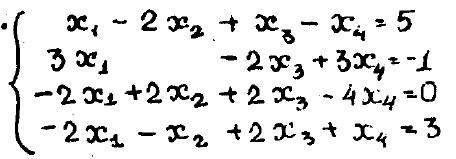 x₁ - 2x₂ + x₃ - x₄ = 5
3x₁ - 2x₃ + 3x₄ = -1
-2x₁ + 2x₂ + 2x₃ - 4x₄ = 0
-2x₁ - x₂ + 2x₃ + x₄ = 3